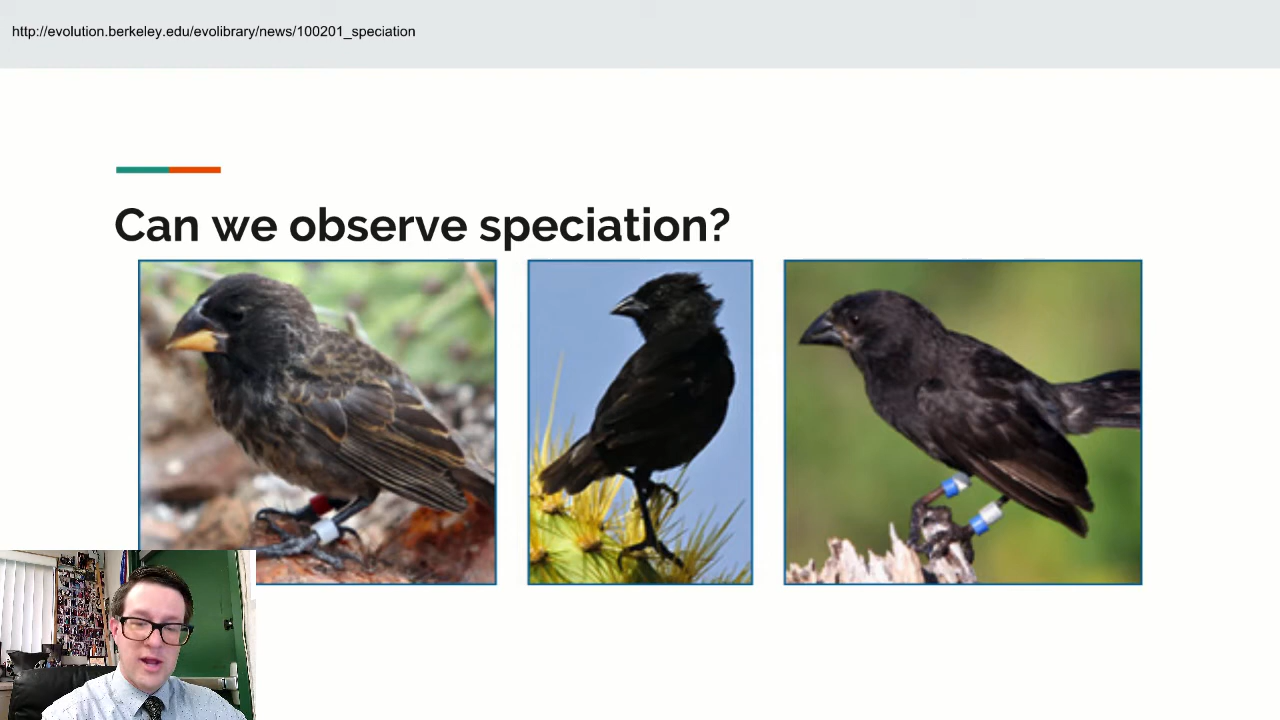 http://evolution.berkeley.edu/evolibrary/news/100201_speciation
Can we observe speciation?